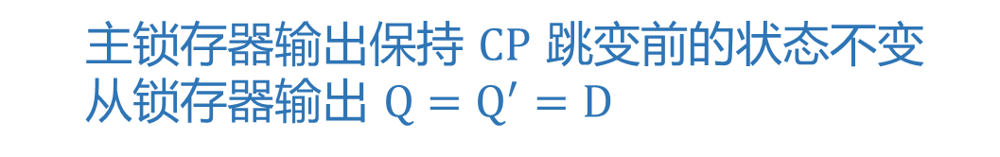 主锁存器输出保持 CP 跳变前的状态不变
从锁存器输出 Q = Q′ = D